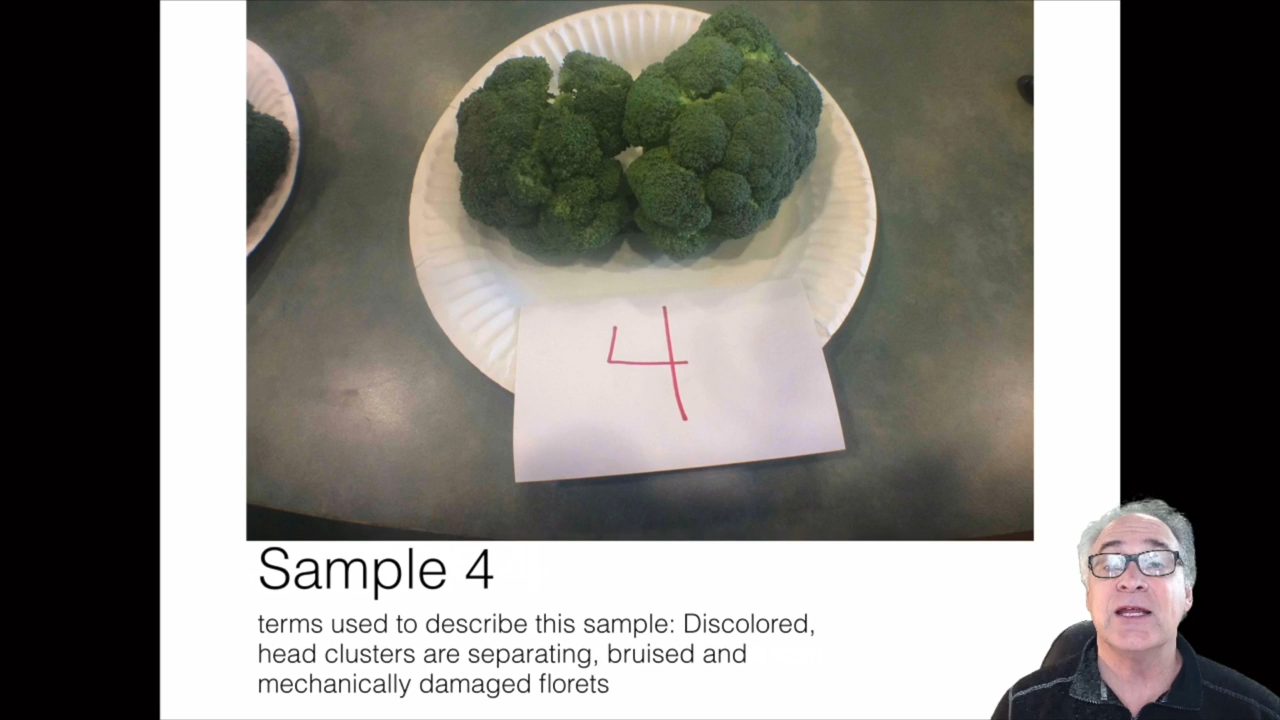 4
Sample 4
terms used to describe this sample: Discolored,
head clusters are separating, bruised and
mechanically damaged florets